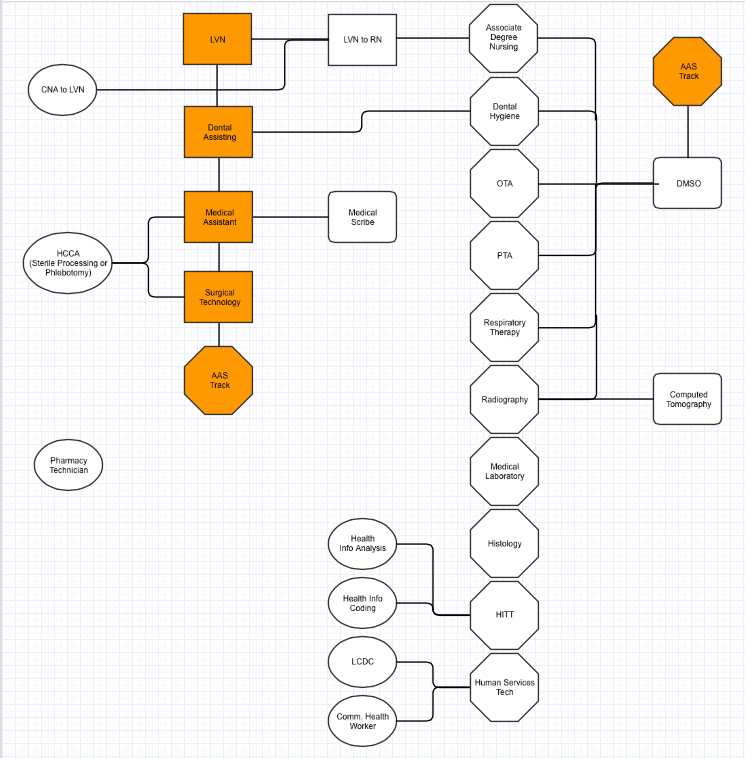 LVN
LVN to RN
Associate
Degree
Nursing
AAS
Track
CNA to LVN
Dental
Assisting
Dental
Hygiene
OTA
DMSO
Medical
Assistant
Medical
Scribe
HCCA
(Sterile Processing or
Phlebotomy)
PTA
Surgical
Technology
Respiratory
Therapy
AAS
Track
Radiography
Computed
Tomography
Pharmacy
Technician
Medical
Laboratory
Health
Info Analysis
Histology
Health Info
Coding
HITT
LCDC
Human Services
Tech
Comm. Health
Worker